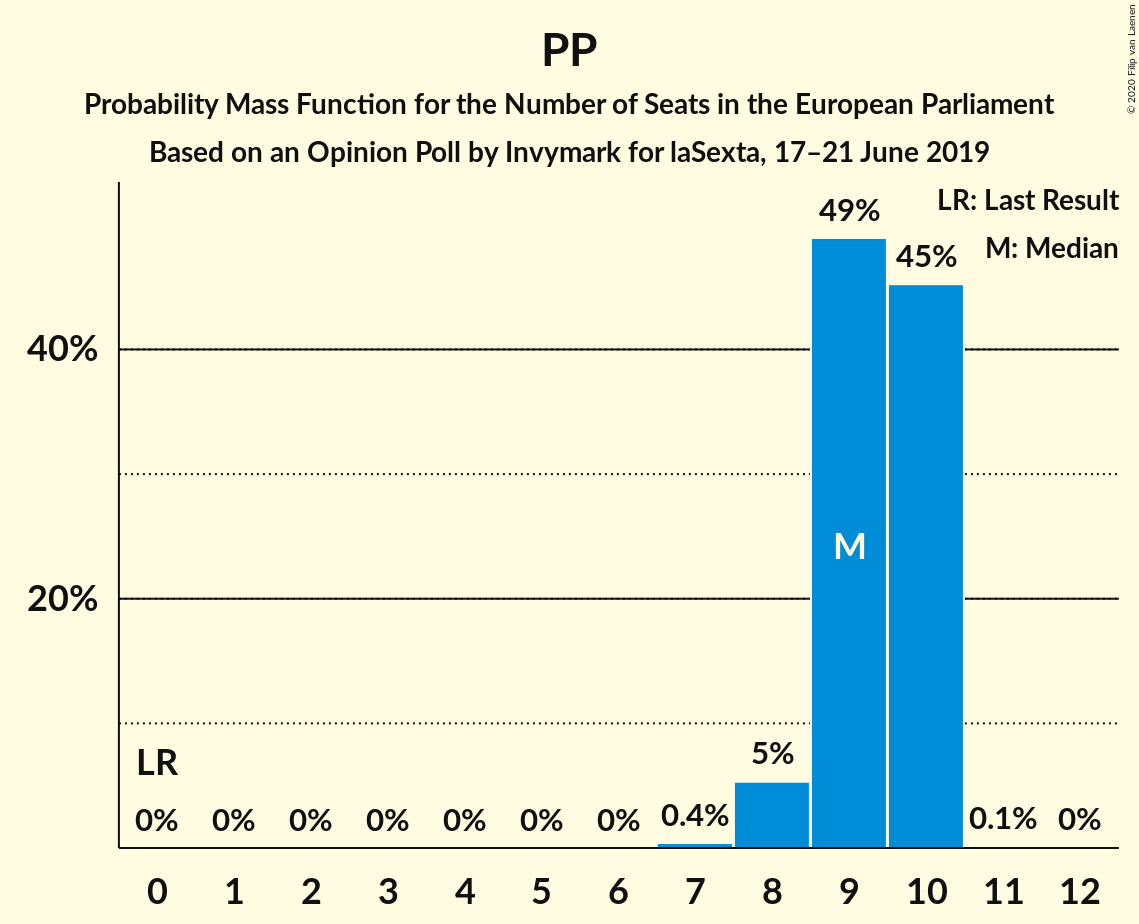 PP
Probability Mass Function for the Number of Seats in the European Parliament
Based on an Opinion Poll by Invymark for laSexta, 17–21 June 2019
© 2020 Filip van Laenen
LR: Last Result
M: Median
49%
45%
40%
M
20%
LR
5%
0% 0% 0% 0% 0% 0% 0% 0.4% 0.1% 0%
0 1 2 3 4 5 6 7 8 9 10 11 12